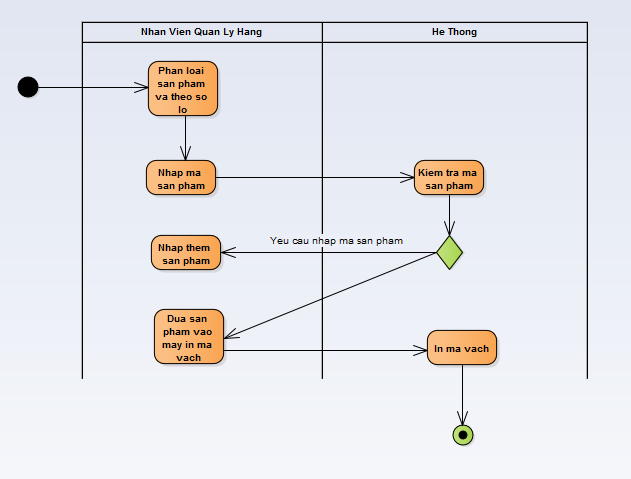 Nhan Vien Quan Ly Hang
He Thong
Phan loai
san pham
va theo so
lo
Nhap ma
san pham
Kiem tra ma
san pham
Yeu cau nhap ma san pham
Nhap them
san pham
Dua san
pham vao
may in ma
vach
In ma vach